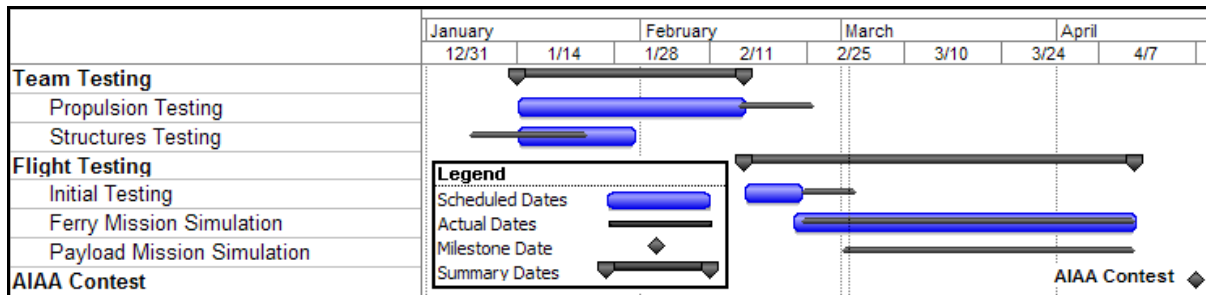 January February March April
12/31 1/14 1/28 2/11 2/25 3/10 3/24 4/7
Team Testing
Propulsion Testing
Structures Testing
Flight Testing
Initial Testing
Ferry Mission Simulation
Payload Mission Simulation
AIAA Contest
Legend
Scheduled Dates
Actual Dates
Milestone Date
Summary Dates
AIAA Contest